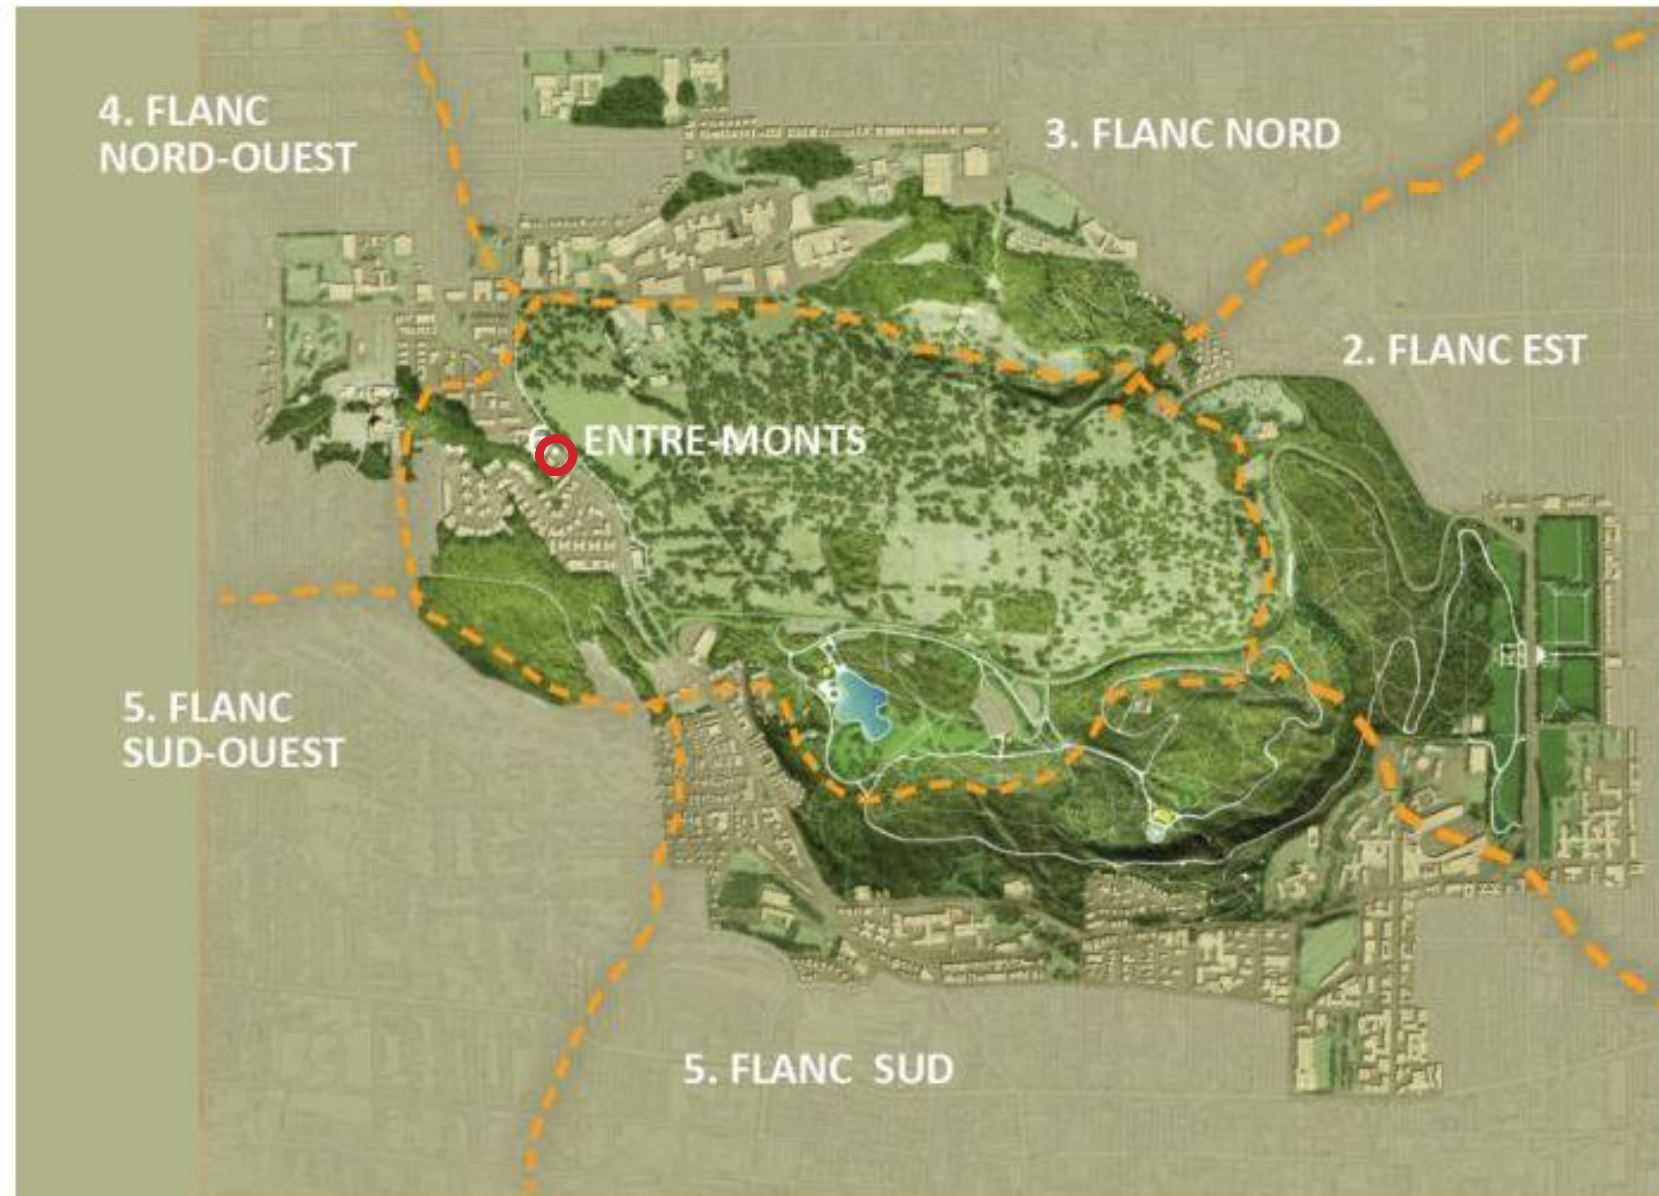 4. FLANC
NORD-OUEST
3. FLANC NORD
2. FLANC EST
6. ENTRE-MONTS
5. FLANC
SUD-OUEST
5. FLANC SUD